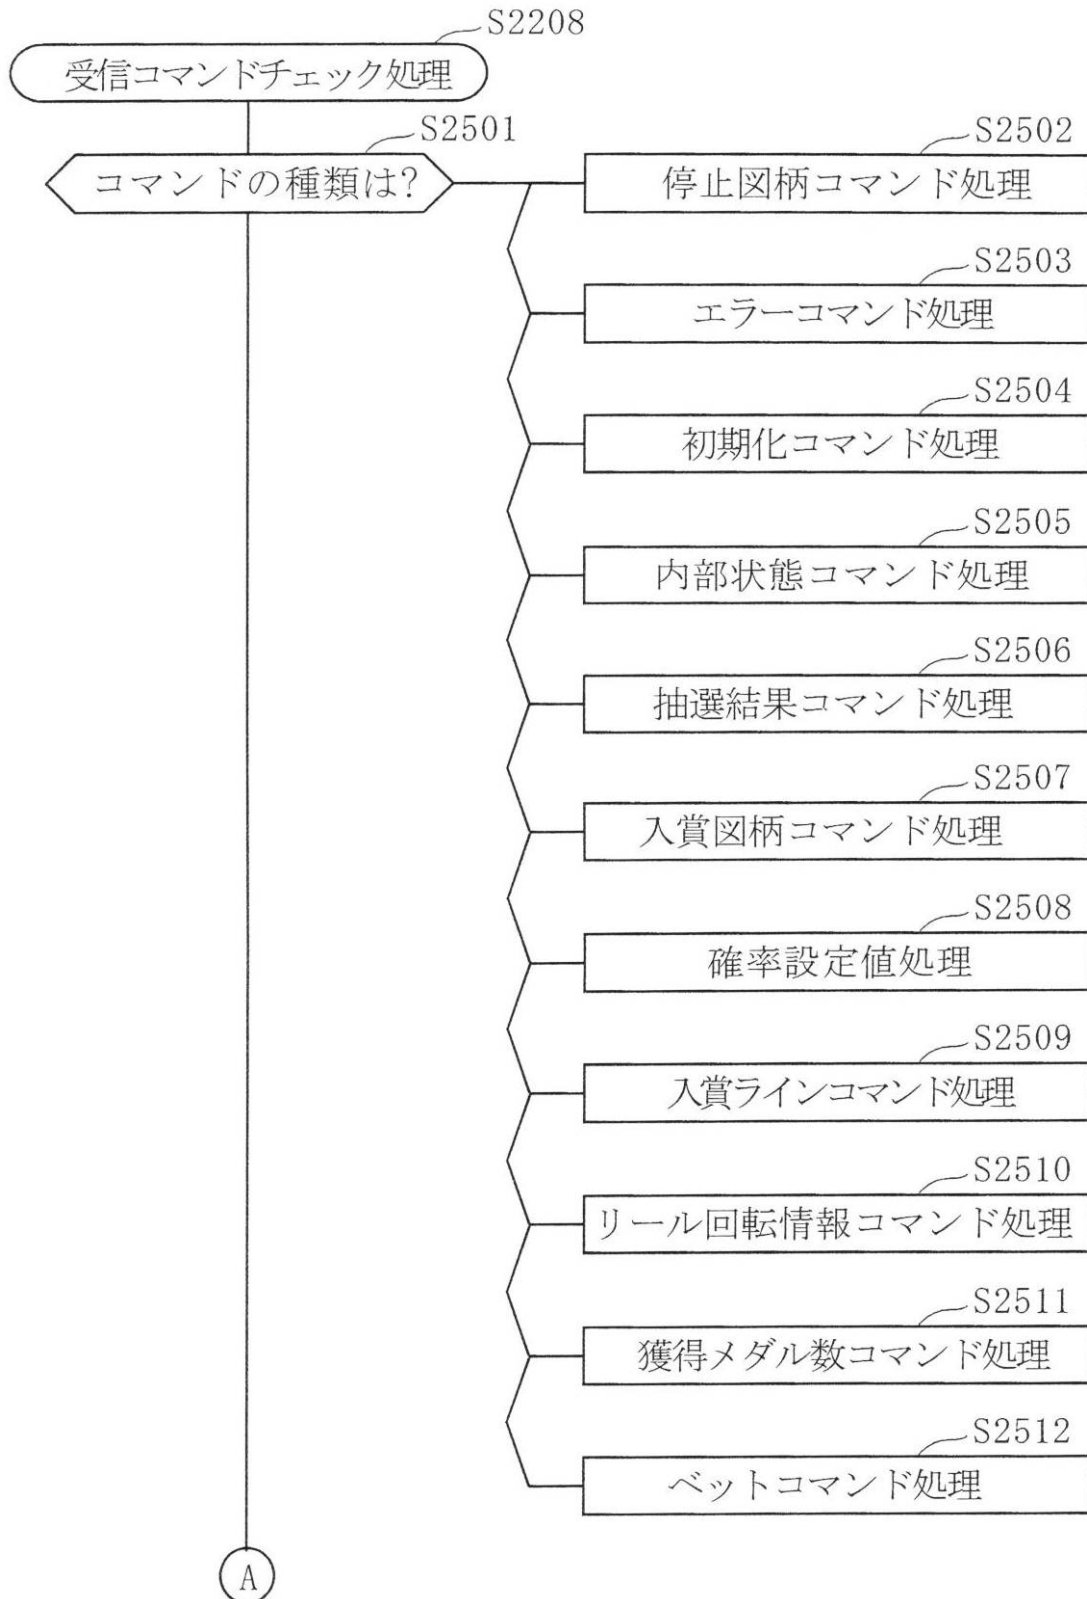 S2208
受信コマンドチェック処理
S2501
コマンドの種類は?
S2502
停止図柄コマンド処理
S2503
エラーコマンド処理
S2504
初期化コマンド処理
S2505
内部状態コマンド処理
S2506
抽選結果コマンド処理
S2507
入賞図柄コマンド処理
S2508
確率設定値処理
S2509
入賞ラインコマンド処理
S2510
リール回転情報コマンド処理
S2511
獲得メダル数コマンド処理
S2512
ベットコマンド処理
A